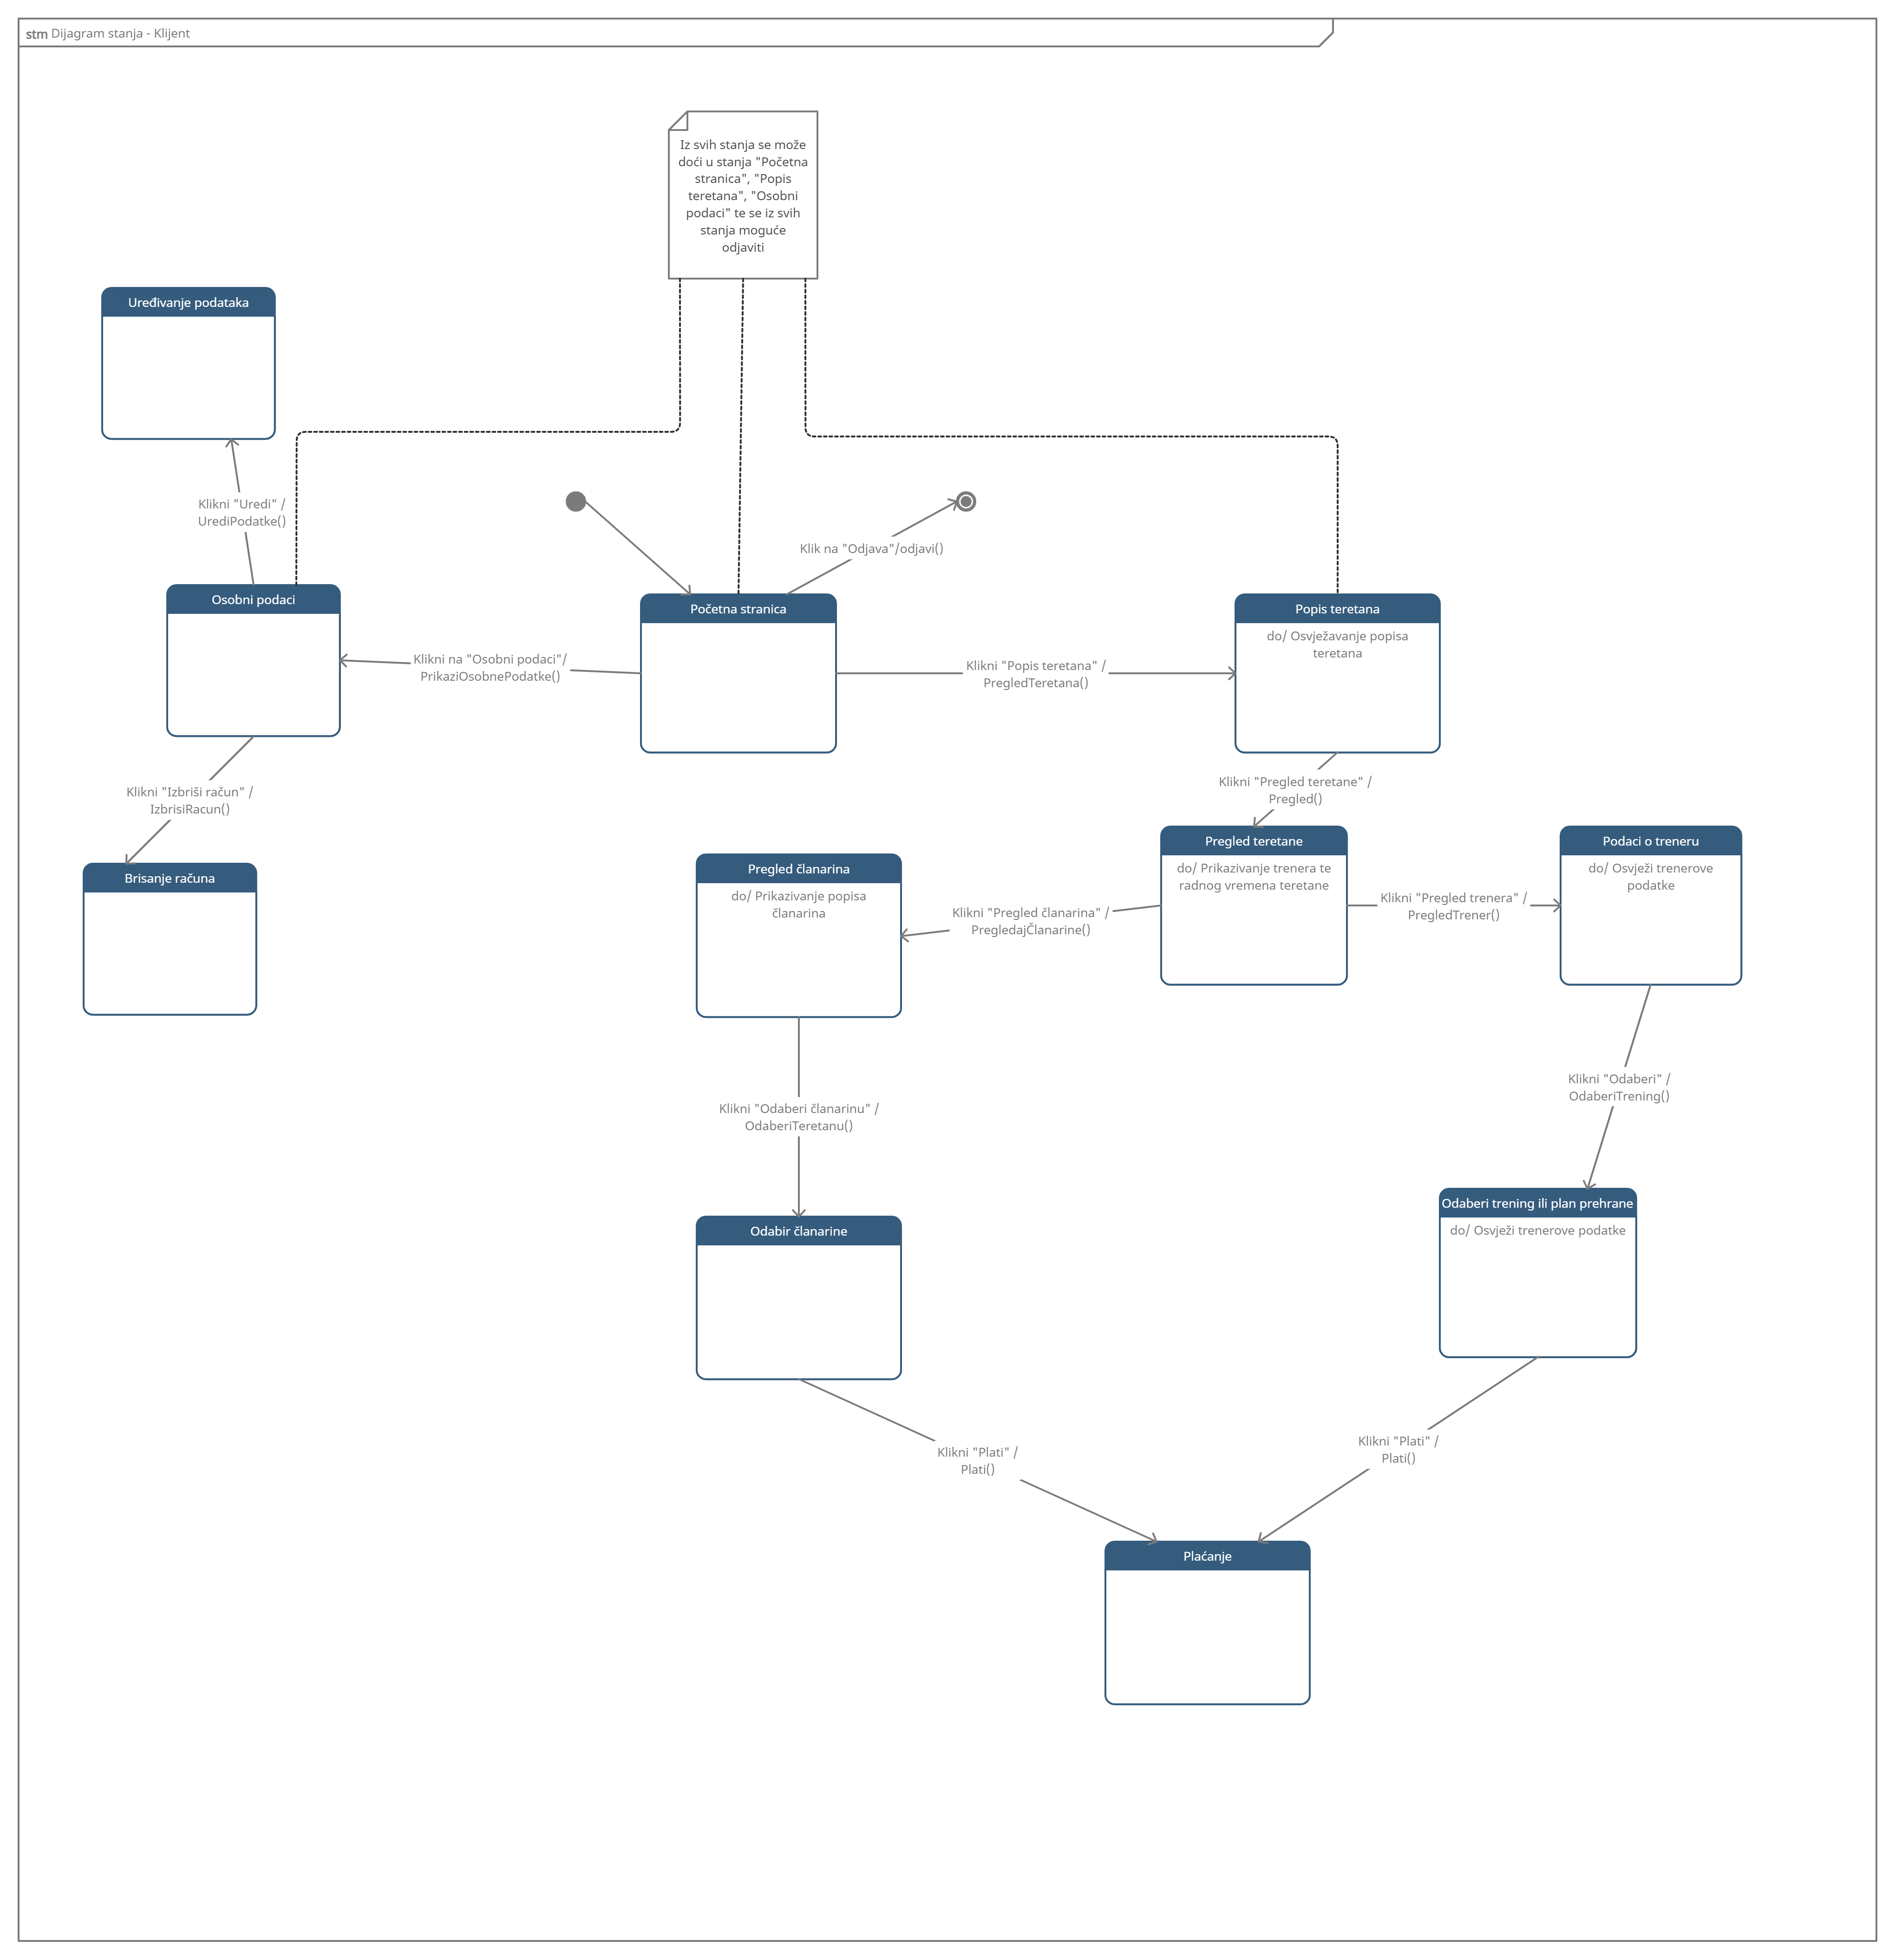 stm Dijagram stanja - Klijent
Iz svih stanja se može
doći u stanja "Početna
stranica", "Popis
teretana", "Osobni
podaci" te se iz svih
stanja moguće
odjaviti
Uređivanje podataka
Klikni "Uredi" /
UrediPodatke()
Klik na "Odjava"/odjavi()
Osobni podaci
Početna stranica
Popis teretana
do/ Osvježavanje popisa
teretana
Klikni na "Osobni podaci"/
PrikaziOsobnePodatke()
Klikni "Popis teretana" /
PregledTeretana()
Klikni "Izbriši račun" /
IzbrisiRacun()
Klikni "Pregled teretane" /
Pregled()
Brisanje računa
Pregled članarina
do/ Prikazivanje popisa
članarina
Klikni "Pregled članarina" /
PregledajČlanarine()
Pregled teretane
do/ Prikazivanje trenera te
radnog vremena teretane
Klikni "Pregled trenera" /
PregledTrener()
Podaci o treneru
do/ Osvježi trenerove
podatke
Klikni "Odaberi članarinu" /
OdaberiTeretanu()
Klikni "Odaberi" /
OdaberiTrening()
Odabir članarine
Odaberi trening ili plan prehrane
do/ Osvježi trenerove podatke
Klikni "Plati" /
Plati()
Klikni "Plati" /
Plati()
Plaćanje